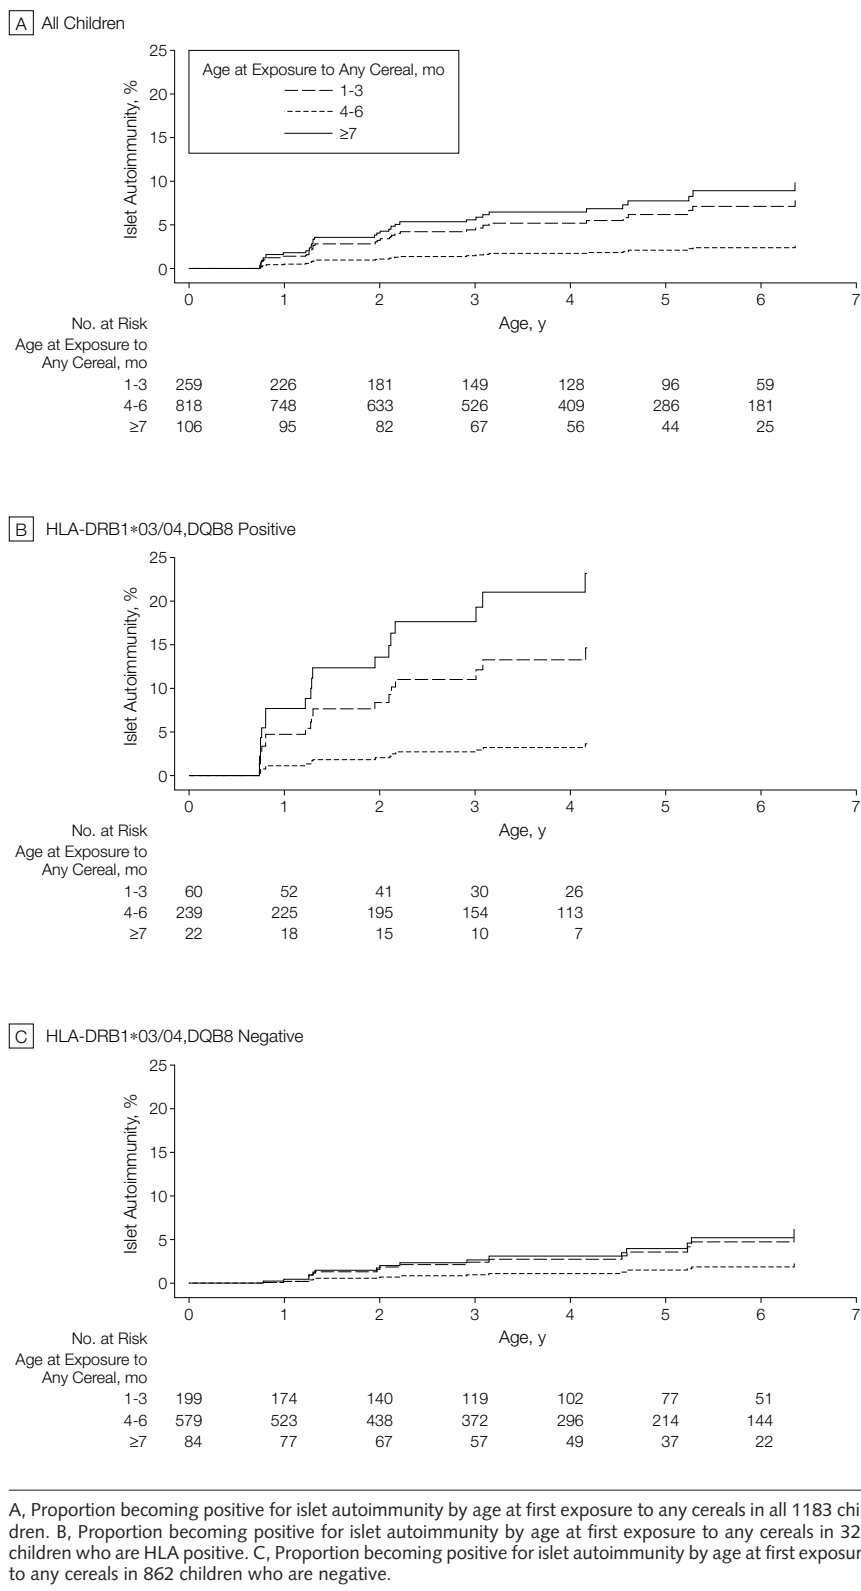 A All Children
25
20
15
10
5
0
Islet Autoimmunity, %
Age at Exposure to Any Cereal, mo
1-3
4-6
≥7
0 1 2 3 4 5 6 7
No. at Risk
Age, y
Age at Exposure to
Any Cereal, mo
1-3 259 226 181 149 128 96 59
4-6 818 748 633 526 409 286 181
≥7 106 95 82 67 56 44 25
B HLA-DRB1*03/04,DQB8 Positive
25
20
15
10
5
0
Islet Autoimmunity, %
0 1 2 3 4 5 6 7
No. at Risk
Age, y
Age at Exposure to
Any Cereal, mo
1-3 60 52 41 30 26
4-6 239 225 195 154 113
≥7 22 18 15 10 7
C HLA-DRB1*03/04,DQB8 Negative
25
20
15
10
5
0
Islet Autoimmunity, %
0 1 2 3 4 5 6 7
No. at Risk
Age, y
Age at Exposure to
Any Cereal, mo
1-3 199 174 140 119 102 77 51
4-6 579 523 438 372 296 214 144
≥7 84 77 67 57 49 37 22
A, Proportion becoming positive for islet autoimmunity by age at first exposure to any cereals in all 1183 chi
dren. B, Proportion becoming positive for islet autoimmunity by age at first exposure to any cereals in 32
children who are HLA positive. C, Proportion becoming positive for islet autoimmunity by age at first exposur
to any cereals in 862 children who are negative.